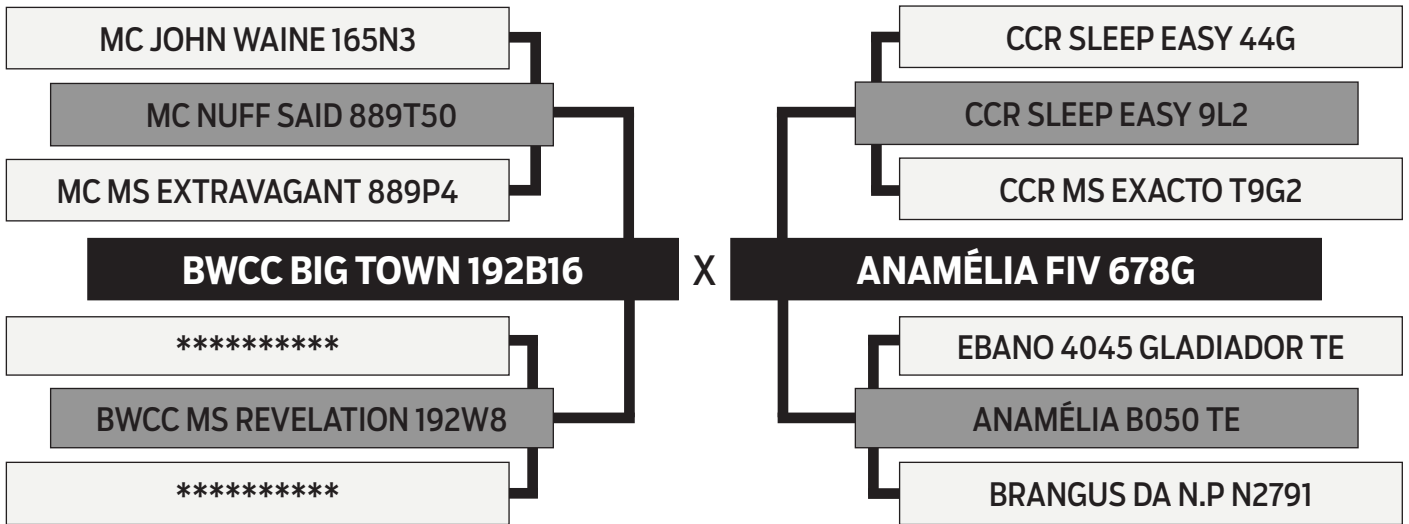 MC JOHN WAINE 165N3
MC NUFF SAID 889T50
MC MS EXTRAVAGANT 889P4
BWCC BIG TOWN 192B16
**********
BWCC MS REVELATION 192W8
**********
X
CCR SLEEP EASY 44G
CCR SLEEP EASY 9L2
CCR MS EXACTO T9G2
ANAMÉLIA FIV 678G
EBANO 4045 GLADIADOR TE
ANAMÉLIA B050 TE
BRANGUS DA N.P N2791